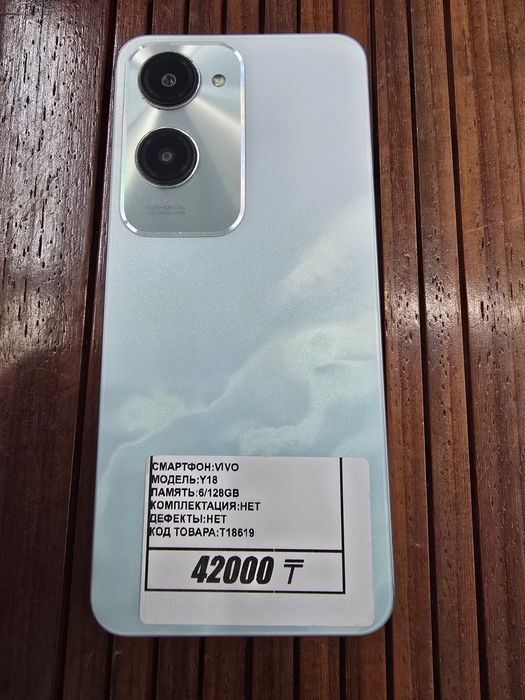 СМАРТФОН:VIVO
МОДЕЛЬ:Y18
ПАМЯТЬ:6/128GB
КОМПЛЕКТАЦИЯ:НЕТ
ДЕФЕКТЫ:НЕТ
КОД ТОВАРА:T18619
42000 ₸